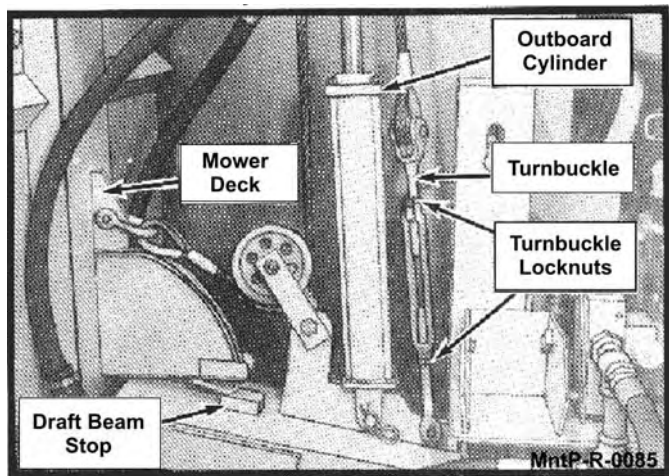 Outboard
Cylinder
Mower
Deck
Turnbuckle
Turnbuckle
Locknuts
Draft Beam
Stop
MntP-R-0085